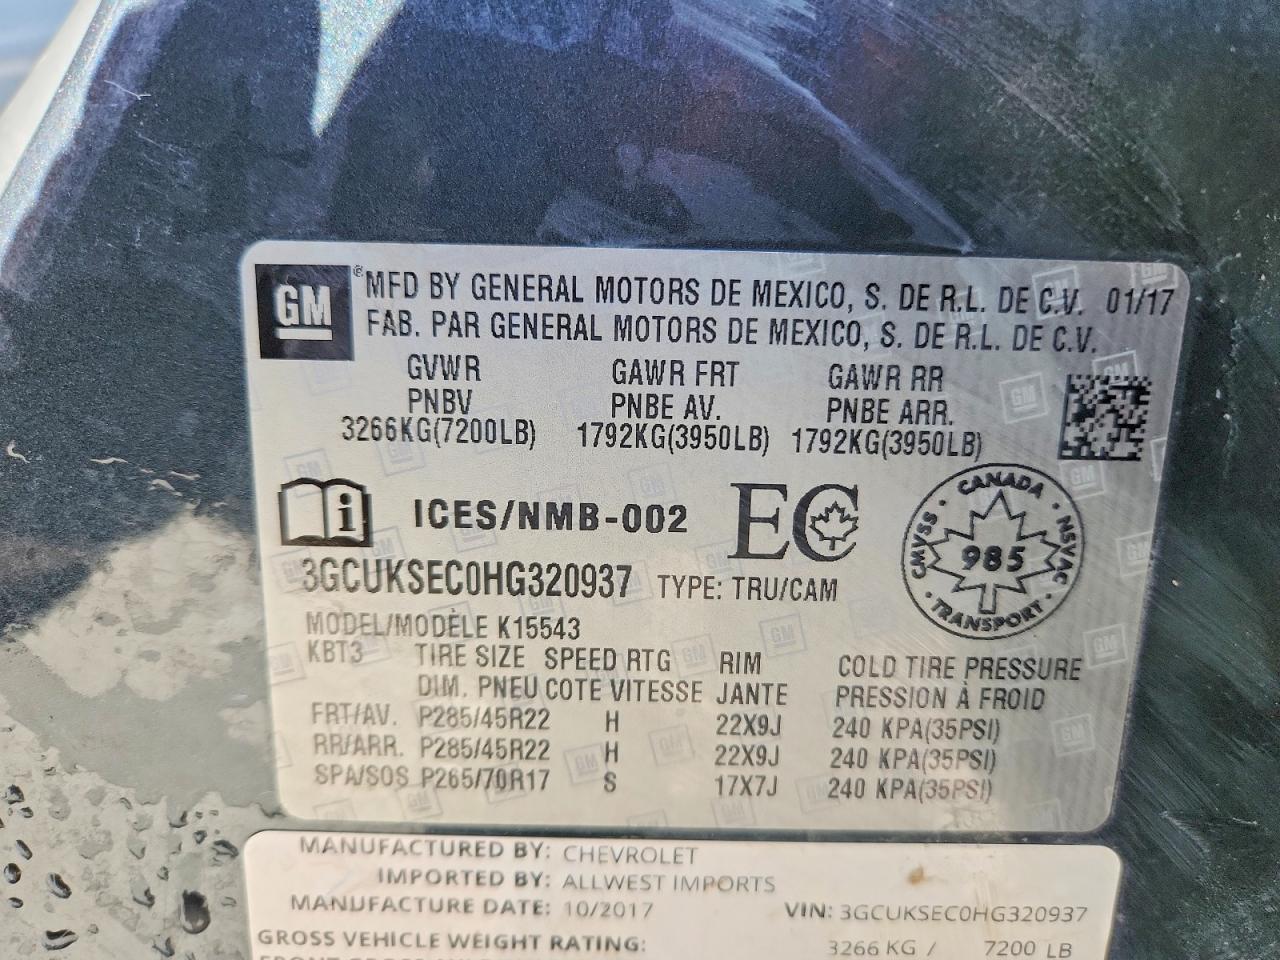 GM ® MFD BY GENERAL MOTORS DE MEXICO, S. DE R.L. DE C.V. 01/17
FAB. PAR GENERAL MOTORS DE MEXICO, S. DE R.L. DE C.V.
GVWR GAWR FRT GAWR RR
PNBV PNBE AV. PNBE ARR.
3266KG(7200LB) 1792KG(3950LB) 1792KG(3950LB)
i ICES/NMB-002 EC
CANADA
CMVSS · 985 · NSVAC
TRANSPORT
3GCUKSEC0HG320937 TYPE: TRU/CAM
MODEL/MODÈLE K15543
KBT3 TIRE SIZE SPEED RTG RIM COLD TIRE PRESSURE
DIM. PNEU COTE VITESSE JANTE PRESSION À FROID
FRT/AV. P285/45R22 H 22X9J 240 KPA(35PSI)
RR/ARR. P285/45R22 H 22X9J 240 KPA(35PSI)
SPA/SOS P265/70R17 S 17X7J 240 KPA(35PSI)
MANUFACTURED BY: CHEVROLET
IMPORTED BY: ALLWEST IMPORTS
MANUFACTURE DATE: 10/2017 VIN: 3GCUKSEC0HG320937
GROSS VEHICLE WEIGHT RATING: 3266 KG / 7200 LB